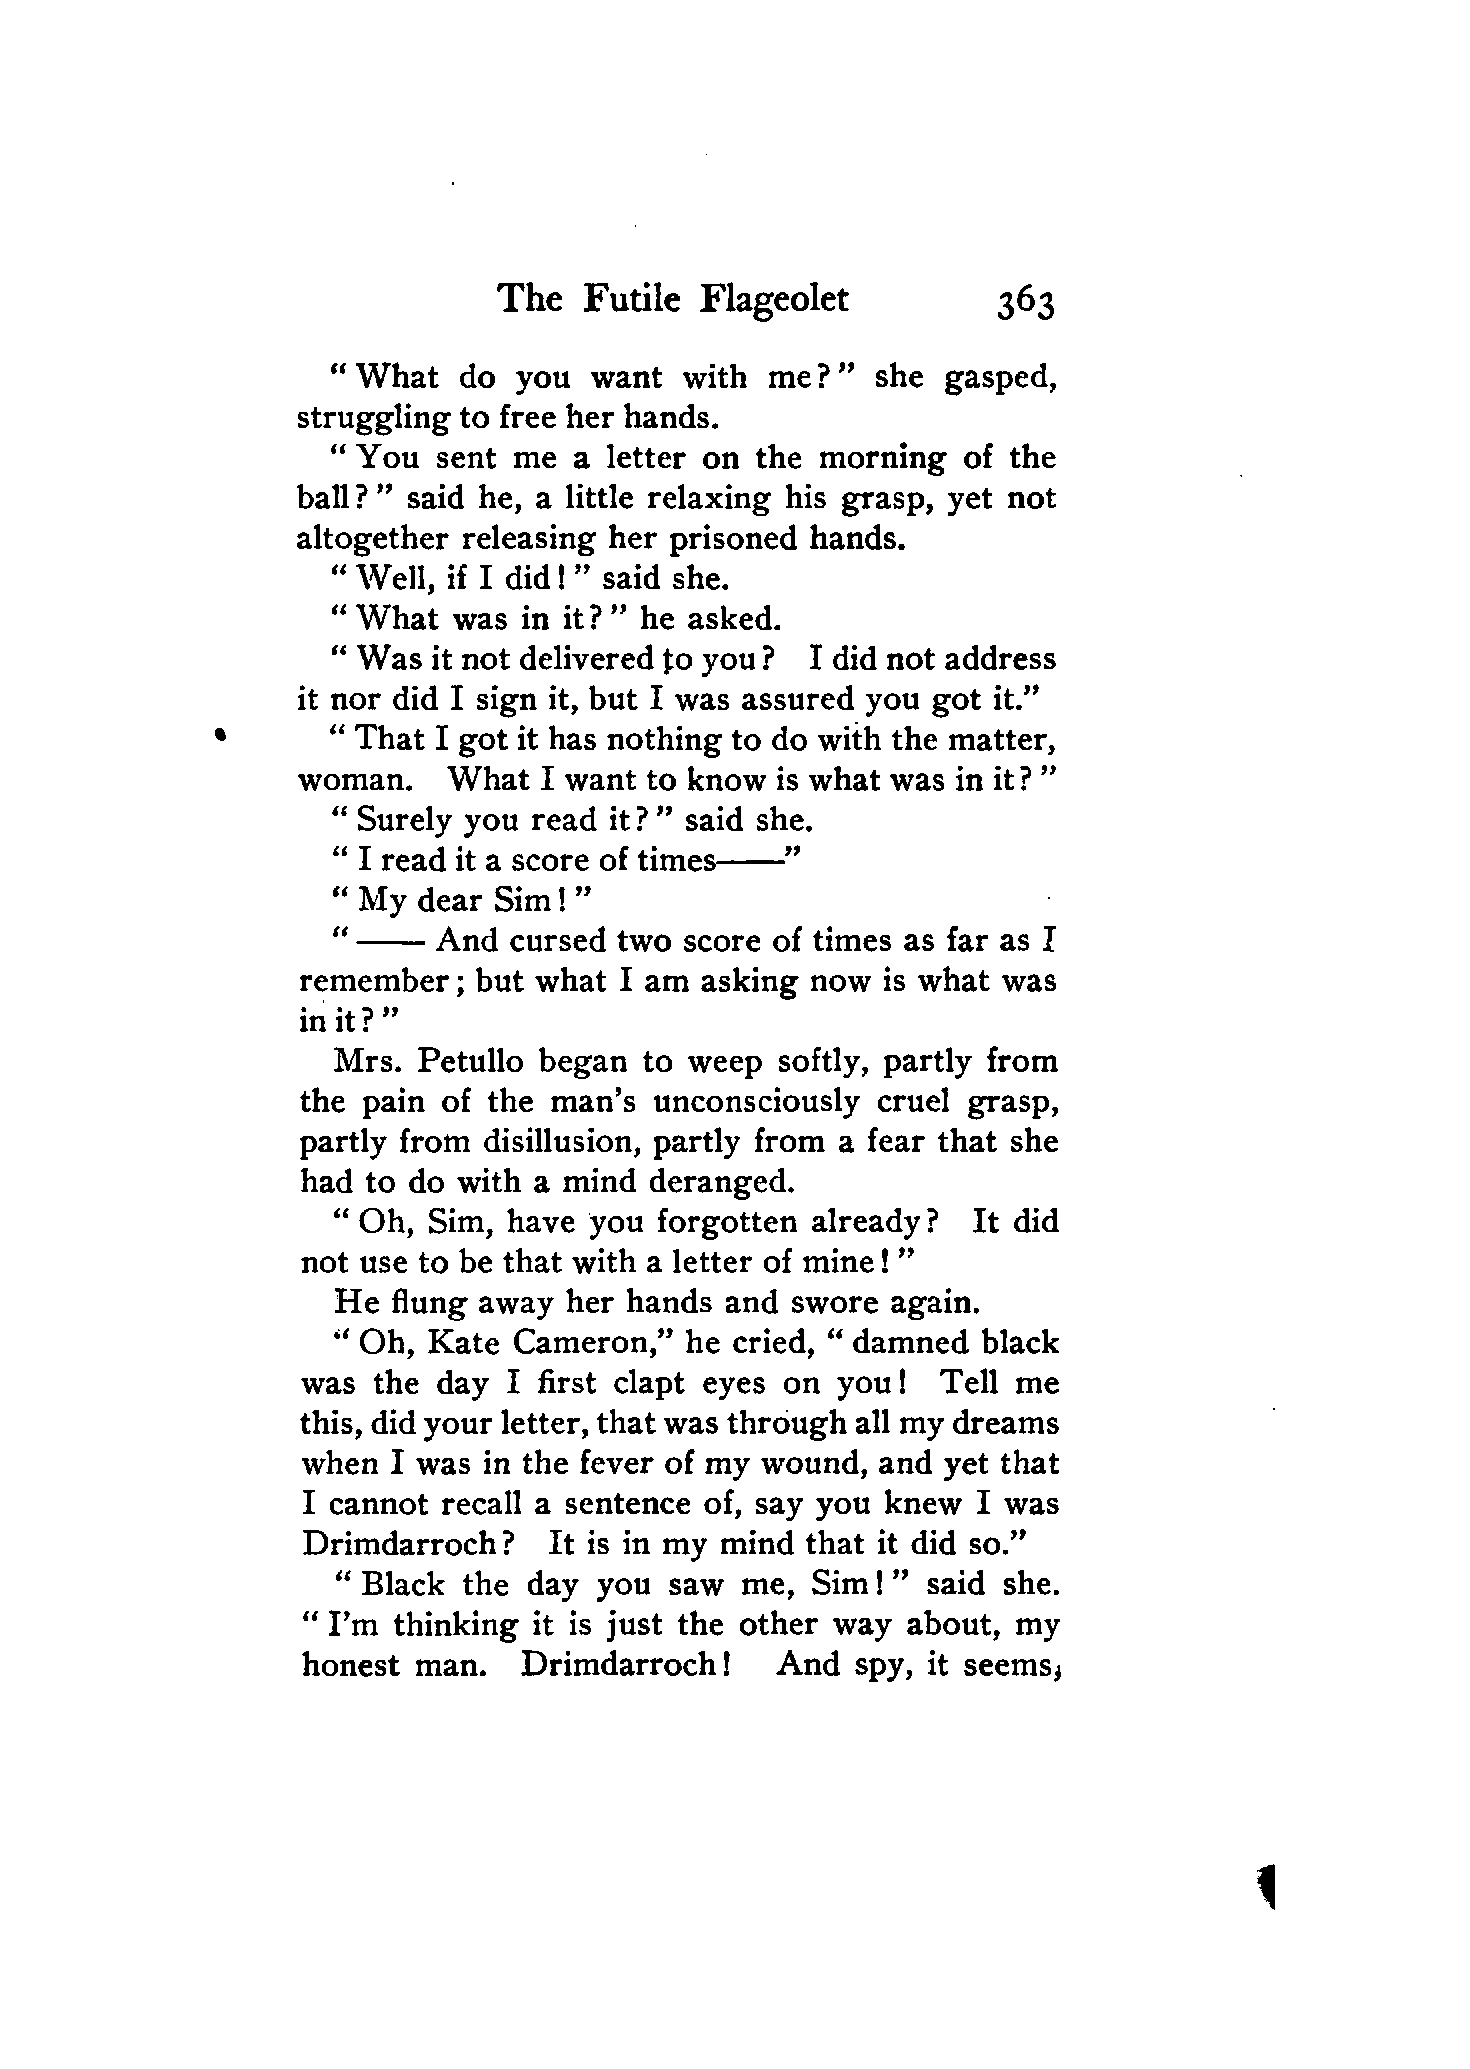 The Futile Flageolet 363
“ What do you want with me? ” she gasped,
struggling to free her hands.
“ You sent me a letter on the morning of the
ball? ” said he, a little relaxing his grasp, yet not
altogether releasing her prisoned hands.
“ Well, if I did! ” said she.
“ What was in it? ” he asked.
“ Was it not delivered to you? I did not address
it nor did I sign it, but I was assured you got it.”
“ That I got it has nothing to do with the matter,
woman. What I want to know is what was in it? ”
“ Surely you read it? ” said she.
“ I read it a score of times——”
“ My dear Sim! ”
“ —— And cursed two score of times as far as I
remember; but what I am asking now is what was
in it? ”
Mrs. Petullo began to weep softly, partly from
the pain of the man’s unconsciously cruel grasp,
partly from disillusion, partly from a fear that she
had to do with a mind deranged.
“ Oh, Sim, have you forgotten already? It did
not use to be that with a letter of mine! ”
He flung away her hands and swore again.
“ Oh, Kate Cameron,” he cried, “ damned black
was the day I first clapt eyes on you! Tell me
this, did your letter, that was through all my dreams
when I was in the fever of my wound, and yet that
I cannot recall a sentence of, say you knew I was
Drimdarroch? It is in my mind that it did so.”
“ Black the day you saw me, Sim! ” said she.
“ I’m thinking it is just the other way about, my
honest man. Drimdarroch! And spy, it seems,